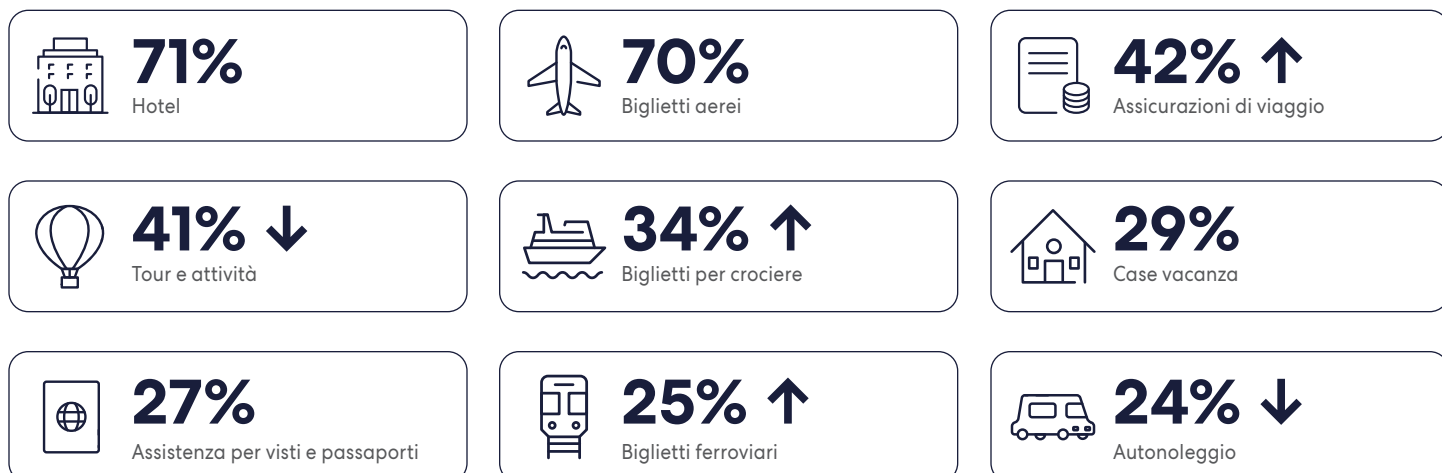 71%
Hotel
70%
Biglietti aerei
42% ↑
Assicurazioni di viaggio
41% ↓
Tour e attività
34% ↑
Biglietti per crociere
29%
Case vacanza
27%
Assistenza per visti e passaporti
25% ↑
Biglietti ferroviari
24% ↓
Autonoleggio